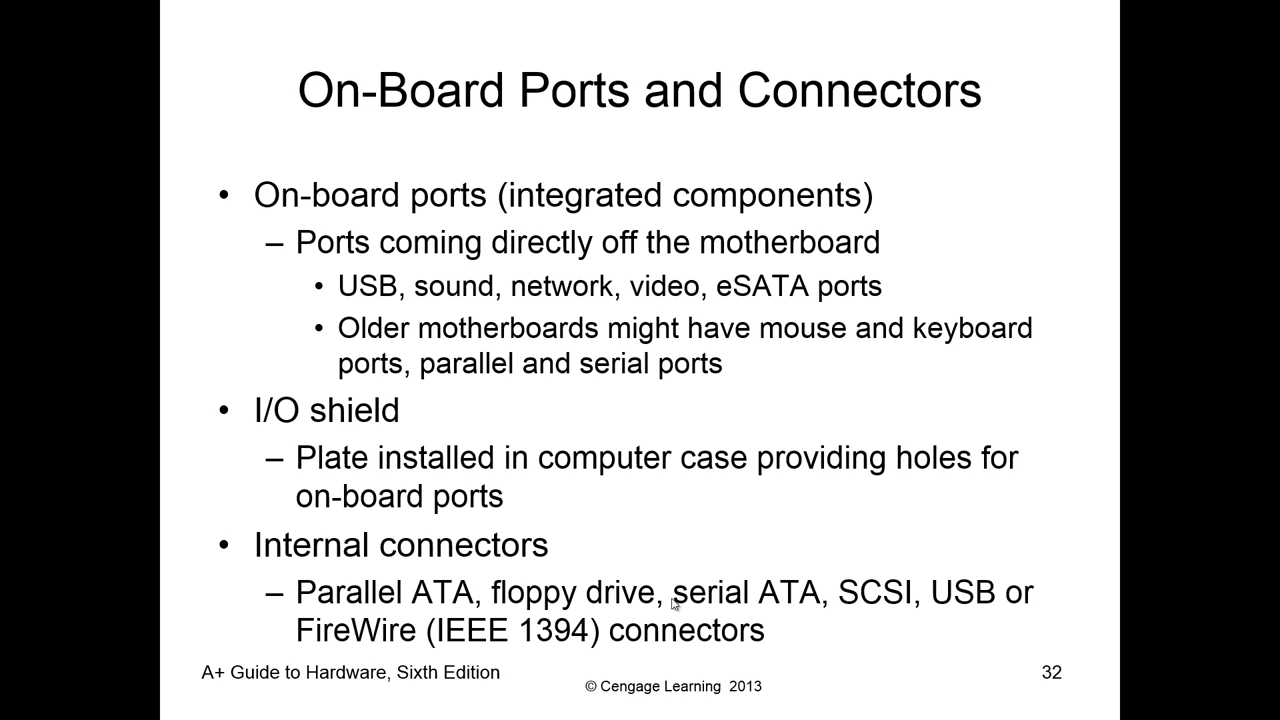 On-Board Ports and Connectors
• On-board ports (integrated components)
– Ports coming directly off the motherboard
• USB, sound, network, video, eSATA ports
• Older motherboards might have mouse and keyboard
ports, parallel and serial ports
• I/O shield
– Plate installed in computer case providing holes for
on-board ports
• Internal connectors
– Parallel ATA, floppy drive, serial ATA, SCSI, USB or
FireWire (IEEE 1394) connectors
A+ Guide to Hardware, Sixth Edition
© Cengage Learning 2013
32